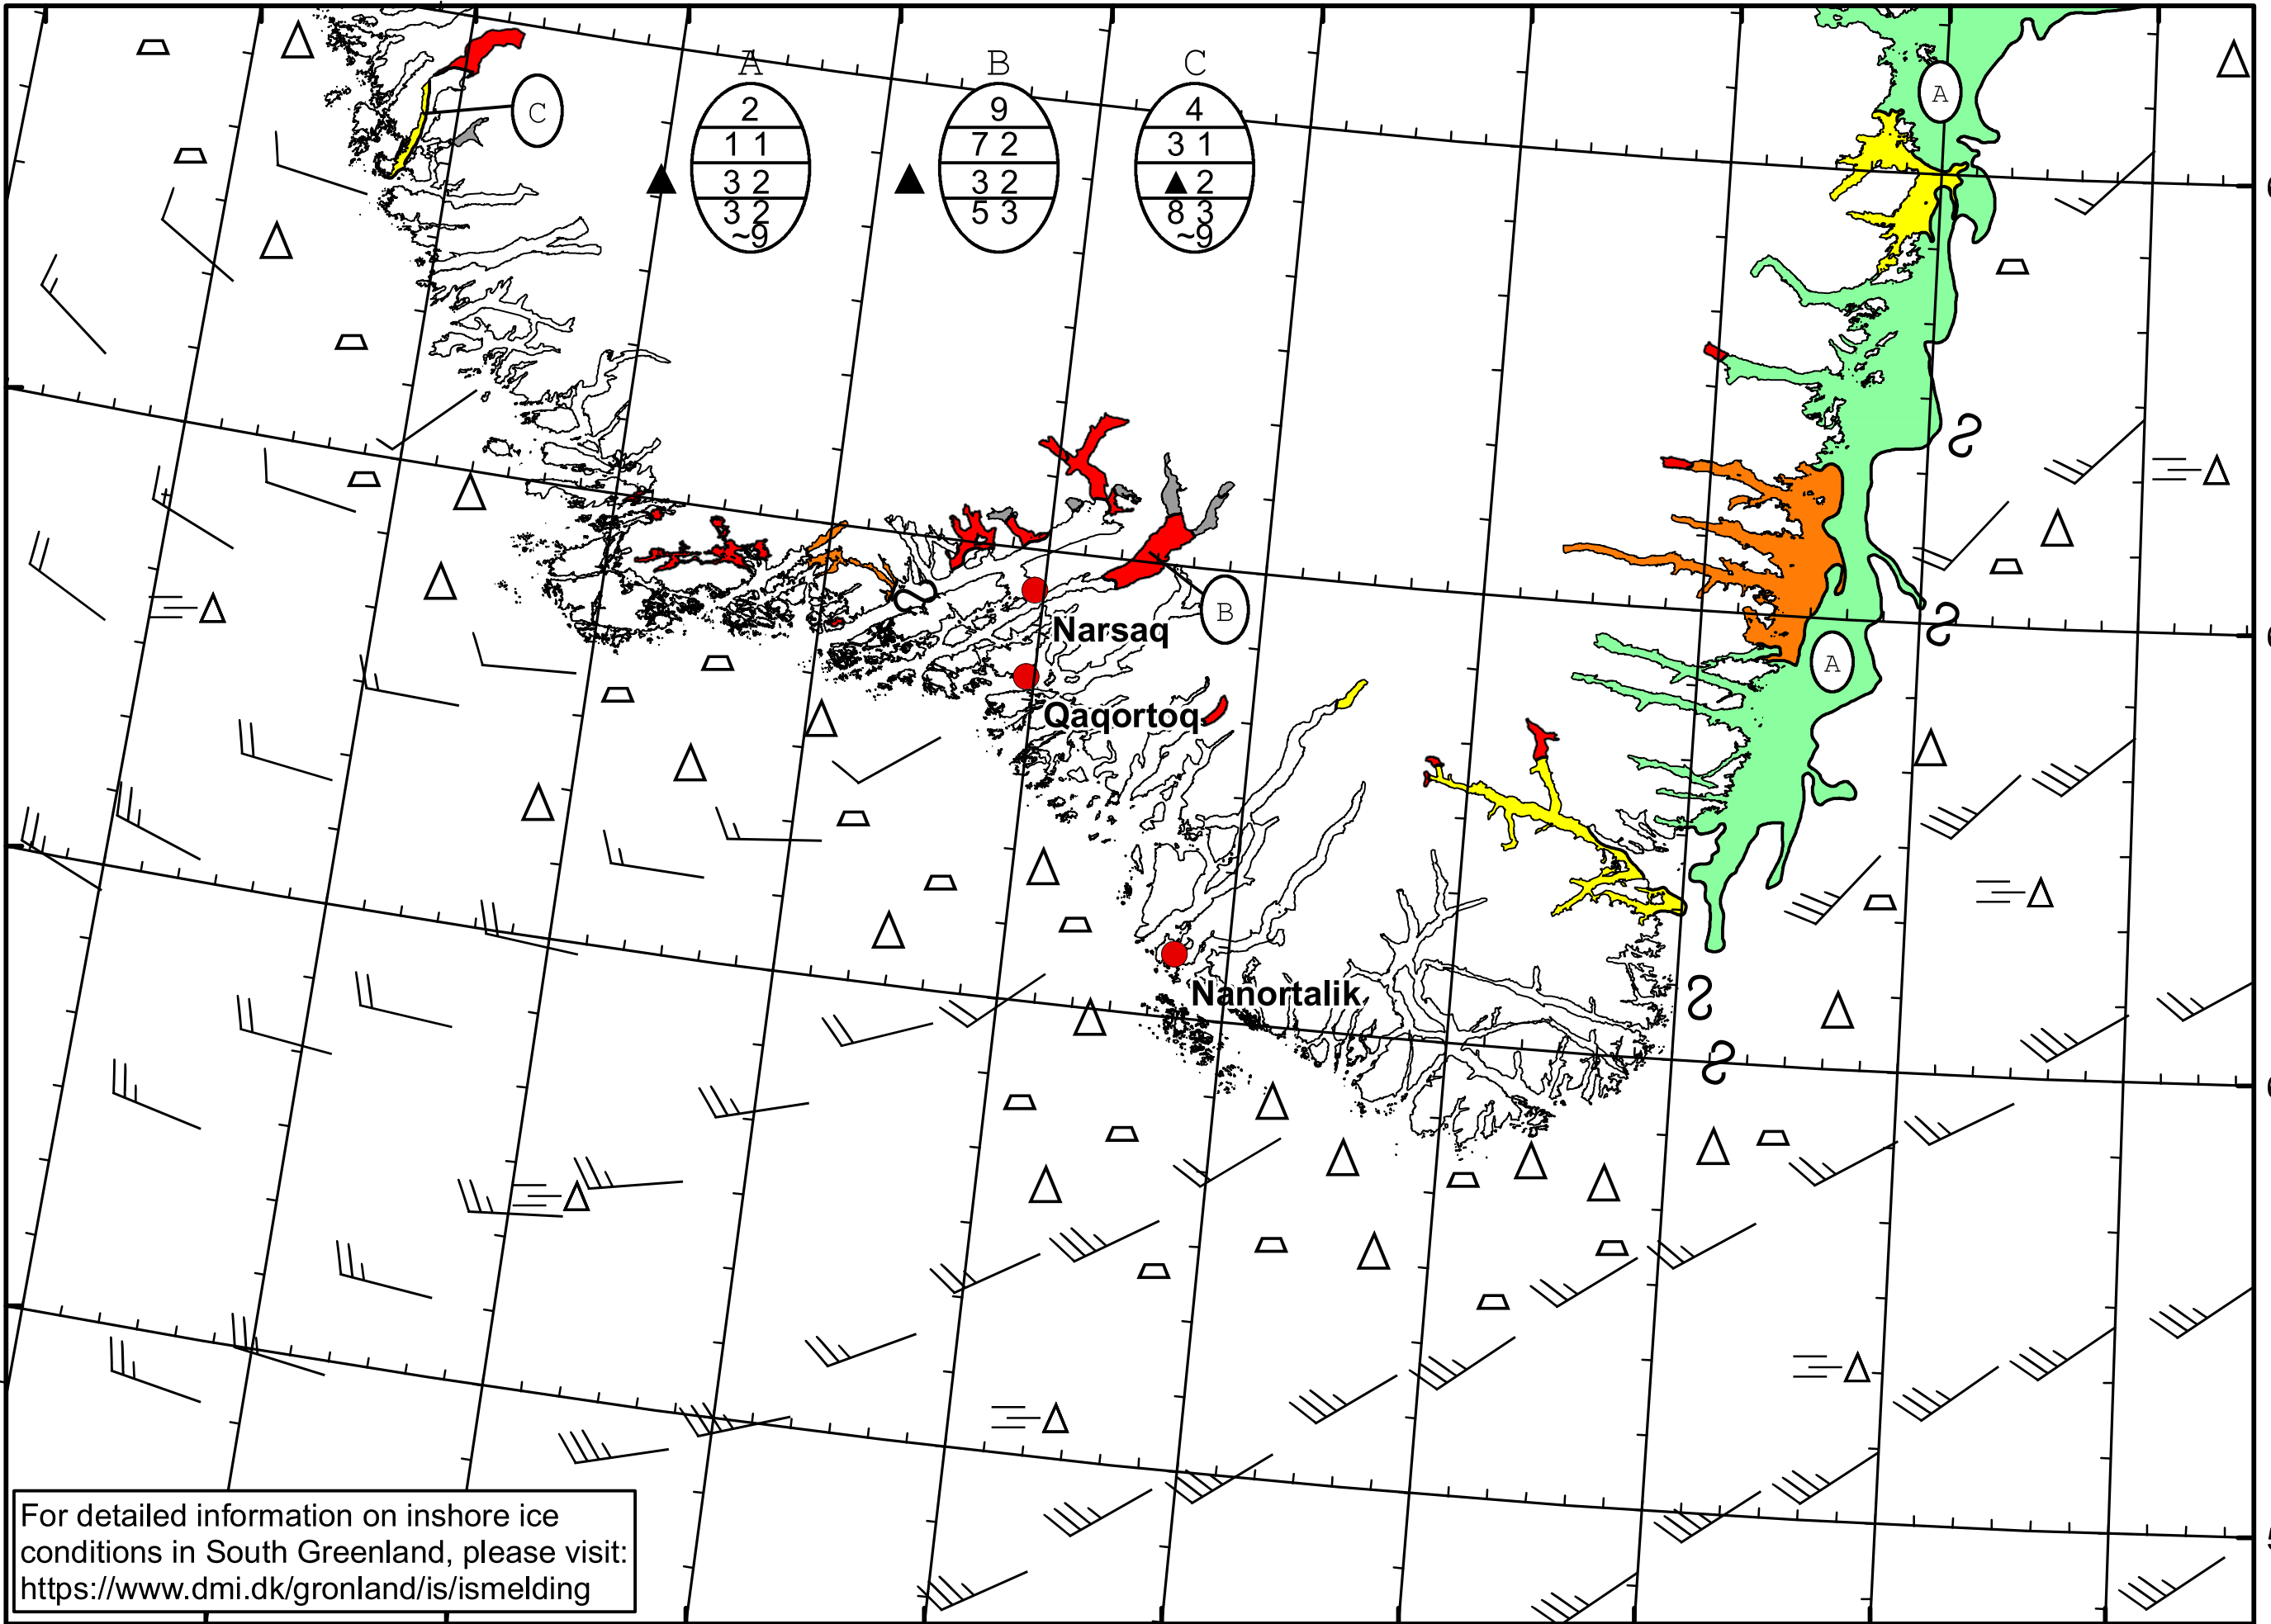 A B C
2 9 4
1 1 7 2 3 1
3 2 3 2 ▲ 2
3 2 5 3 8 3
~9 ~9
C
A
B
A
Narsaq
Qaqortoq
Nanortalik
For detailed information on inshore ice
conditions in South Greenland, please visit:
https://www.dmi.dk/gronland/is/ismelding